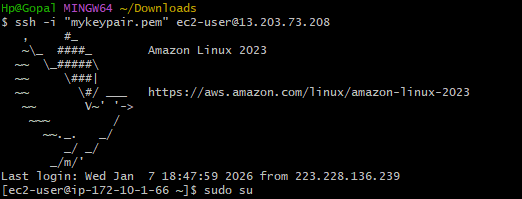 Hp@Gopal MINGW64 ~/Downloads
$ ssh -i "mykeypair.pem" ec2-user@13.203.73.208
   ,     #_
   ~\_  ####_        Amazon Linux 2023
  ~~  \_#####\
  ~~     \###|
  ~~       \#/ ___   https://aws.amazon.com/linux/amazon-linux-2023
   ~~       V~' '->
    ~~~         /
      ~~._.   _/
         _/ _/
       _/m/'
Last login: Wed Jan  7 18:47:59 2026 from 223.228.136.239
[ec2-user@ip-172-10-1-66 ~]$ sudo su